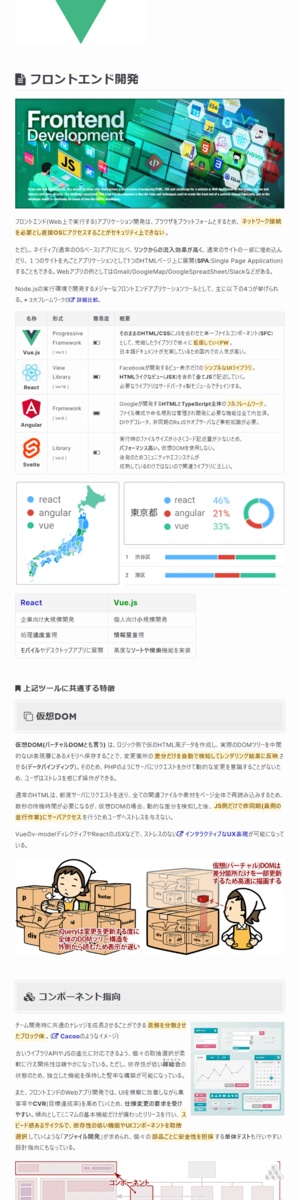 フロントエンド開発
Frontend
Development
フロントエンド(Web上で実行する)アプリケーション開発は、ブラウザをプラットフォームとするため、ネットワーク接続
を必要とし直接OSにアクセスすることがセキュリティ上できない。
ただし、ネイティブ(通常のOSベース)アプリに比べ、リンクからの流入効果が高く、通常のサイトの一部に埋め込ん
だり、1つのサイトを丸ごとアプリケーションとして1つのHTMLページ上に展開(SPA:Single Page Application)
することもできる。Webアプリの例としてはGmail/GoogleMap/GoogleSpreadSheet/Slackなどがある。
Node.jsの実行環境で開発するメジャーなフロントエンドアプリケーションツールとして、主に以下の4つが挙げられ
る。※3大フレームワークの 詳細比較。
名称 形式 難易度 概要
Vue.js
Progressive
Framework
( Ver3 )
そのままのHTML/CSSにJSを合わせた単一ファイルコンポーネント(SFC)
として、完結したライブラリで徐々に拡張していくFW。
日本語ドキュメントが充実しているため国内での人気が高い。
React
View
Library
Facebookが開発するビュー表示だけのシンプルなUIライブラリ。
HTMLライクなビュー(JSX)を含めて全てJSで記述していく。
必要なライブラリはサードパーティ製モジュールでチョイスする。
Angular
Framework
Googleが開発するHTMLとTypeScript主体のフルフレームワーク。
ファイル構成や命名規則は管理され開発に必要な機能は全て内包済。
DIやデコレータ、非同期のRxJSやオブザーバなど事前知識が必要。
Svelte
Library
実行時のファイルサイズが小さくコード記述量が少ないため、
パフォーマンス高い。仮想DOMを使用しない。
後発のためコミュニティやエコシステムが
成熟しているわけではないので関連ライブラリに乏しい。
react
angular
vue
東京都
react 46%
angular 21%
vue 33%
1 渋谷区
2 港区
React Vue.js
企業向け大規模開発 個人向け小規模開発
処理速度重視 情報量重視
モバイルやデスクトップアプリに展開 高度なソートや検索機能を実装
上記ツールに共通する特徴
仮想DOM
仮想DOM(バーチャルDOMとも言う) は、ロジック側で仮のHTML風データを作成し、実際のDOMツリーを中間
的なUI表現層にあるメモリへ保存することで、変更箇所の差分だけを自動で検知してレンダリング結果に反映さ
せる(データバインディング)。そのため、PHPのようにサーバにリクエストをかけて動的な変更を意識することがないた
め、ユーザはストレスを感じず操作ができる。
通常のHTMLは、都度サーバにリクエストを送り、全ての関連ファイルや素材をページ全体で再読み込みするため、
数秒の待機時間が必要になるが、仮想DOMの場合、動的な差分を検知した後、JS側だけで非同期(裏側の
並行作業)にサーバアクセスを行うためユーザへストレスを与えない。
Vueのv-modelディレクティブやReactのJSXなどで、ストレスのない インタラクティブなUX表現が可能になって
いる。
仮想(バーチャル)DOMは
差分箇所だけを一部更新
するため高速に描画する
p
div
jQueryは変更を更新する度に
全体のDOMツリー構造を
外側から読むため表示が遅い
コンポーネント指向
チーム開発時に共通のナレッジを成長させることができる責務を分散させ
たブロック体。( Cacooのようなイメージ)
古いライブラリAPIやJSの進化に対応できるよう、個々の取捨選択が柔
軟に行え関係性は緩やかになっている。ただし、依存性が低い疎結合の
状態のため、独立した機能を保持した堅牢な構築が可能になっている。
また、フロントエンドのWebアプリ開発では、UIを頻繁に改善しながら集
客率やCVR(目標達成率)を高めていくため、仕様変更の要求を受け
やすい。傾向としてミニマムの基本機能だけが備わったリリースを行い、ス
ピード感あるサイクルで、依存性の低い機能やUIコンポーネントを取捨
選択していくような「アジャイル開発」が求められ、個々の部品ごとに安全性を担保する単体テストも行いやすい
設計指向にもなっている。
コンポーネント